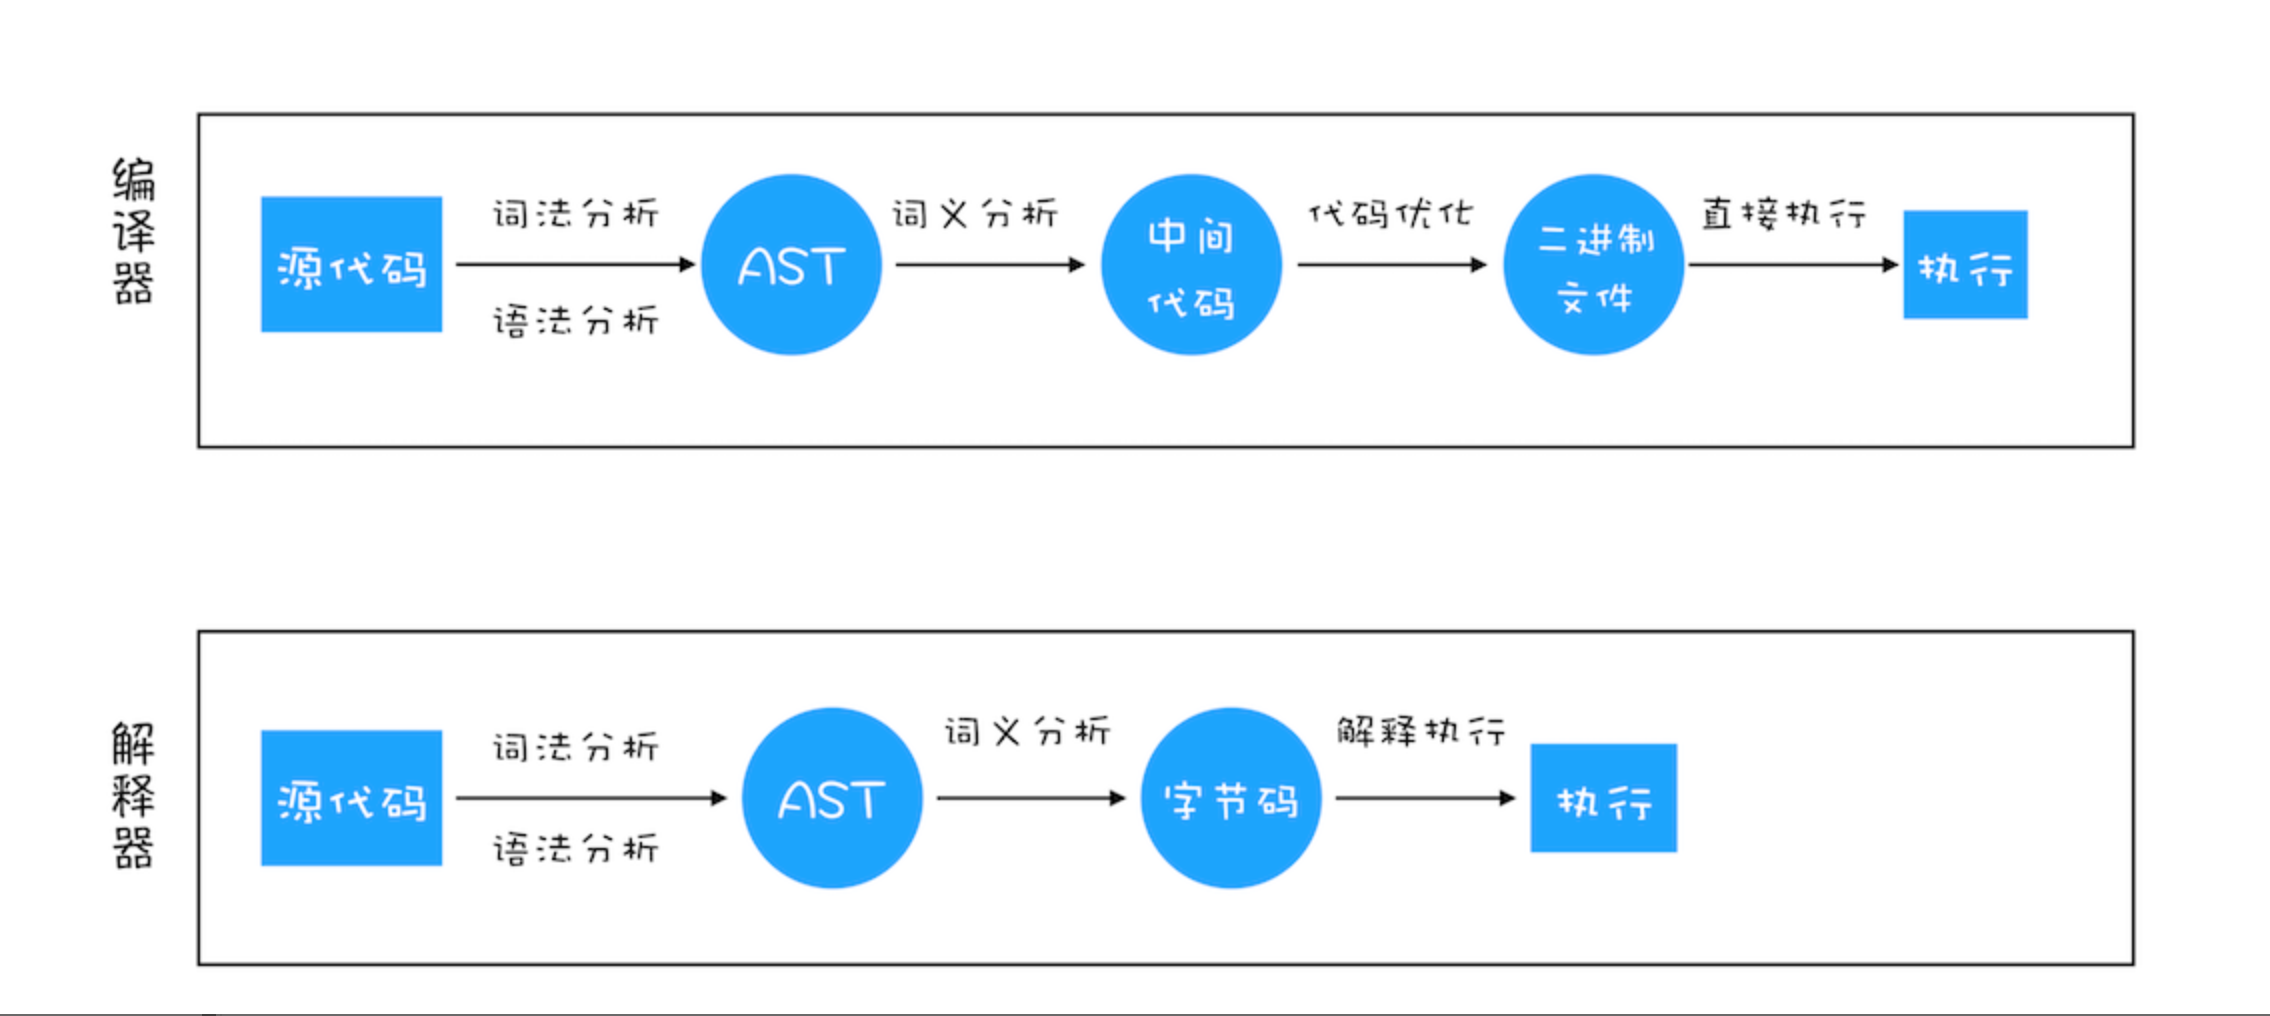 编译器
源代码
词法分析
语法分析
AST
词义分析
中间
代码
代码优化
二进制
文件
直接执行
执行
解释器
源代码
词法分析
语法分析
AST
词义分析
字节码
解释执行
执行